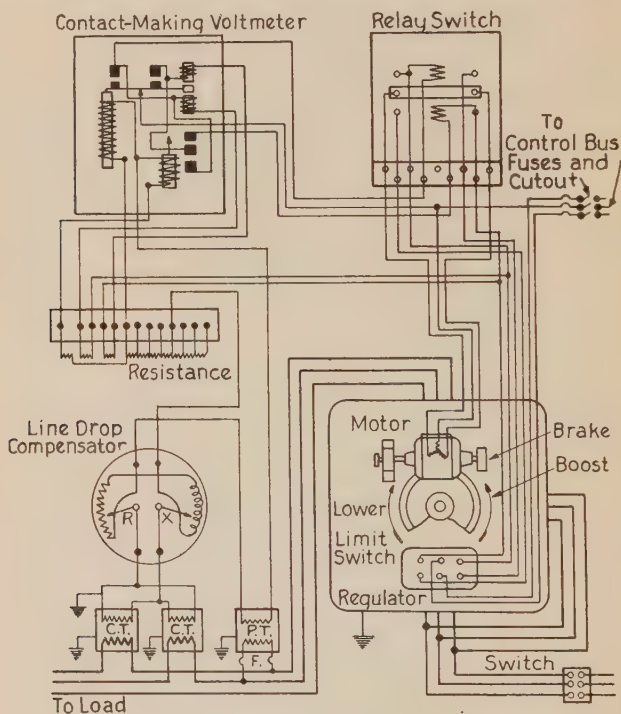 Contact-Making Voltmeter
Relay Switch
To
Control Bus
Fuses and
Cutout
Resistance
Line Drop
Compensator
R
X
Motor
Brake
Boost
Lower
Limit
Switch
Regulator
C.T.
C.T.
P.T.
F.
Switch
To Load